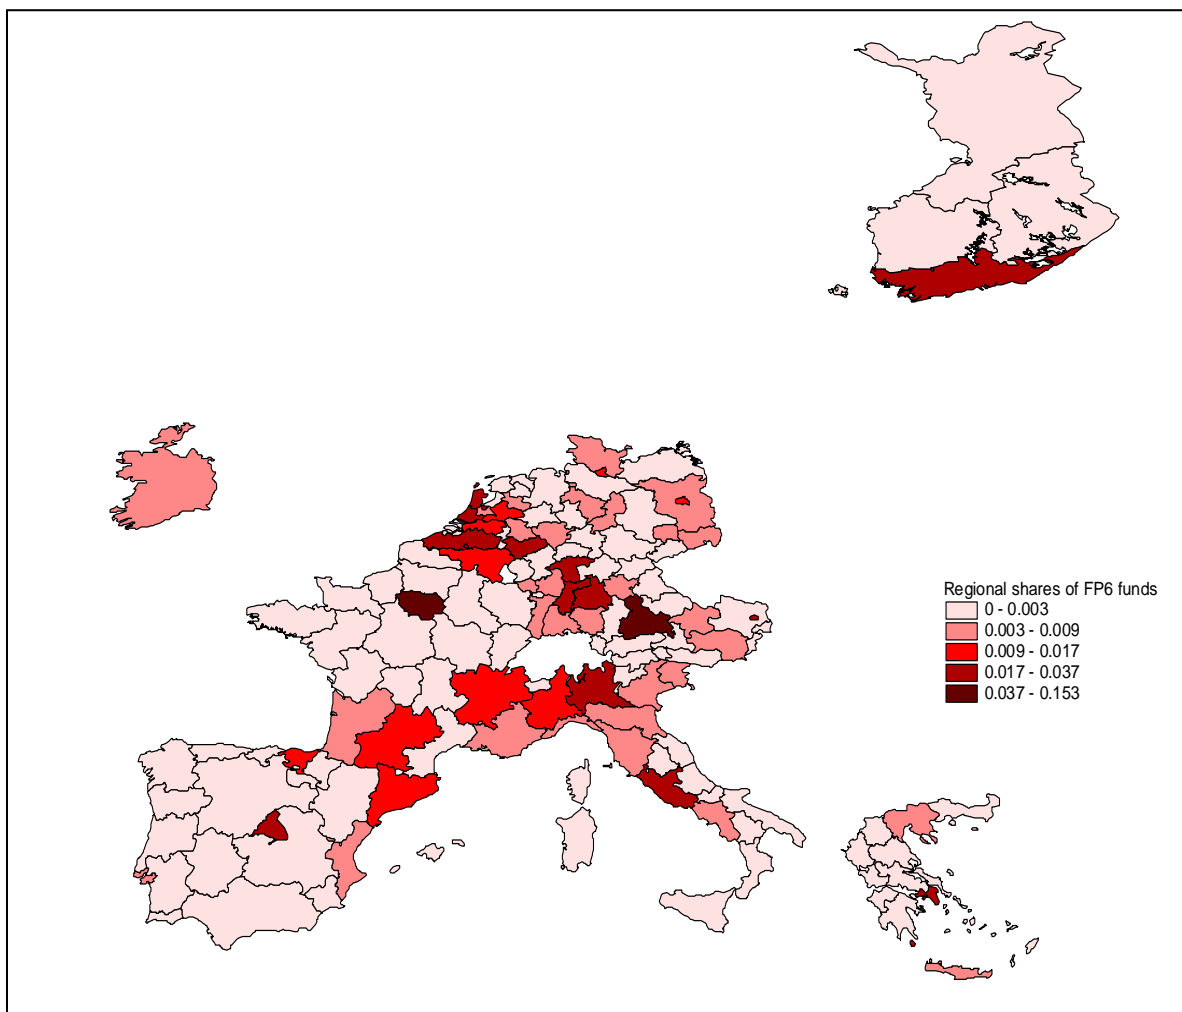 Regional shares of FP6 funds
0 - 0.003
0.003 - 0.009
0.009 - 0.017
0.017 - 0.037
0.037 - 0.153